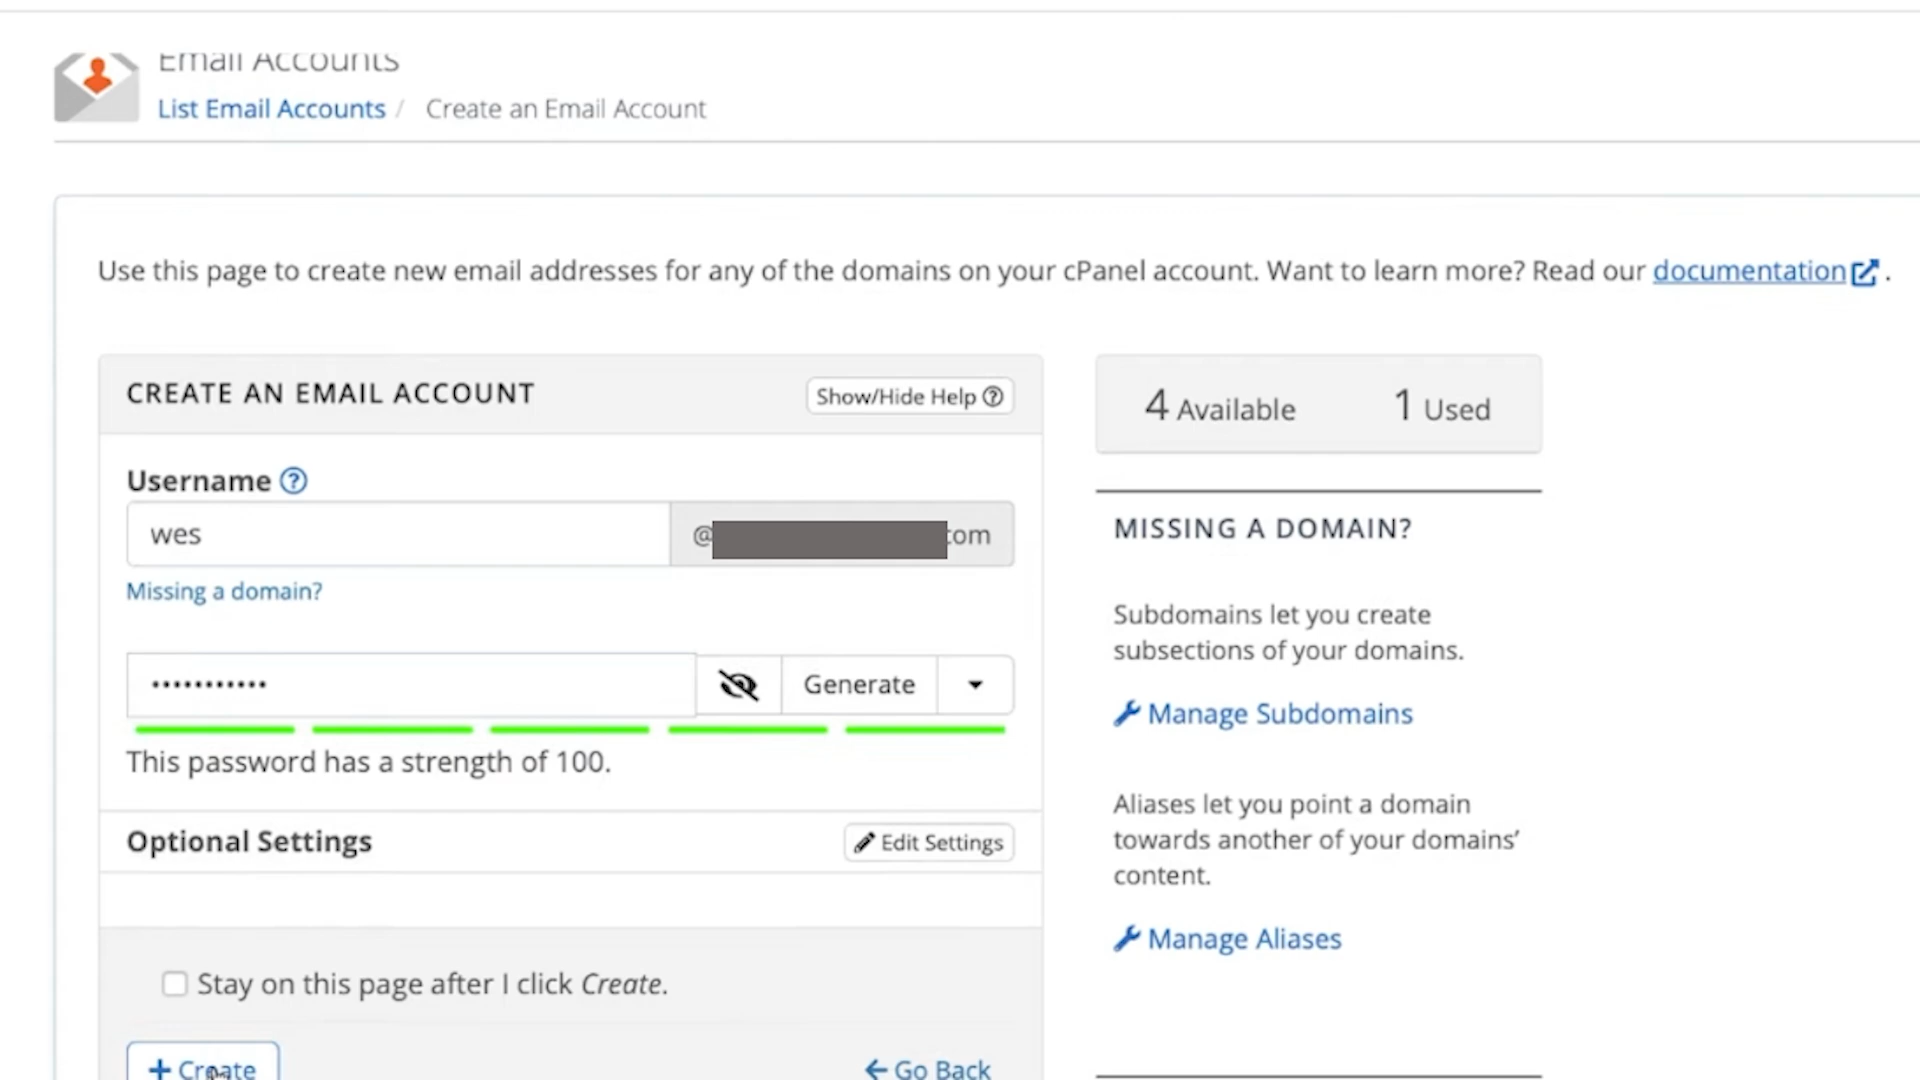 Email Accounts
List Email Accounts / Create an Email Account
Use this page to create new email addresses for any of the domains on your cPanel account. Want to learn more? Read our documentation.
CREATE AN EMAIL ACCOUNT
Show/Hide Help
4 Available 1 Used
Username
wes
@ com
Missing a domain?
Generate
This password has a strength of 100.
Optional Settings
Edit Settings
Stay on this page after I click Create.
+ Create
Go Back
MISSING A DOMAIN?
Subdomains let you create
subsections of your domains.
Manage Subdomains
Aliases let you point a domain
towards another of your domains’
content.
Manage Aliases